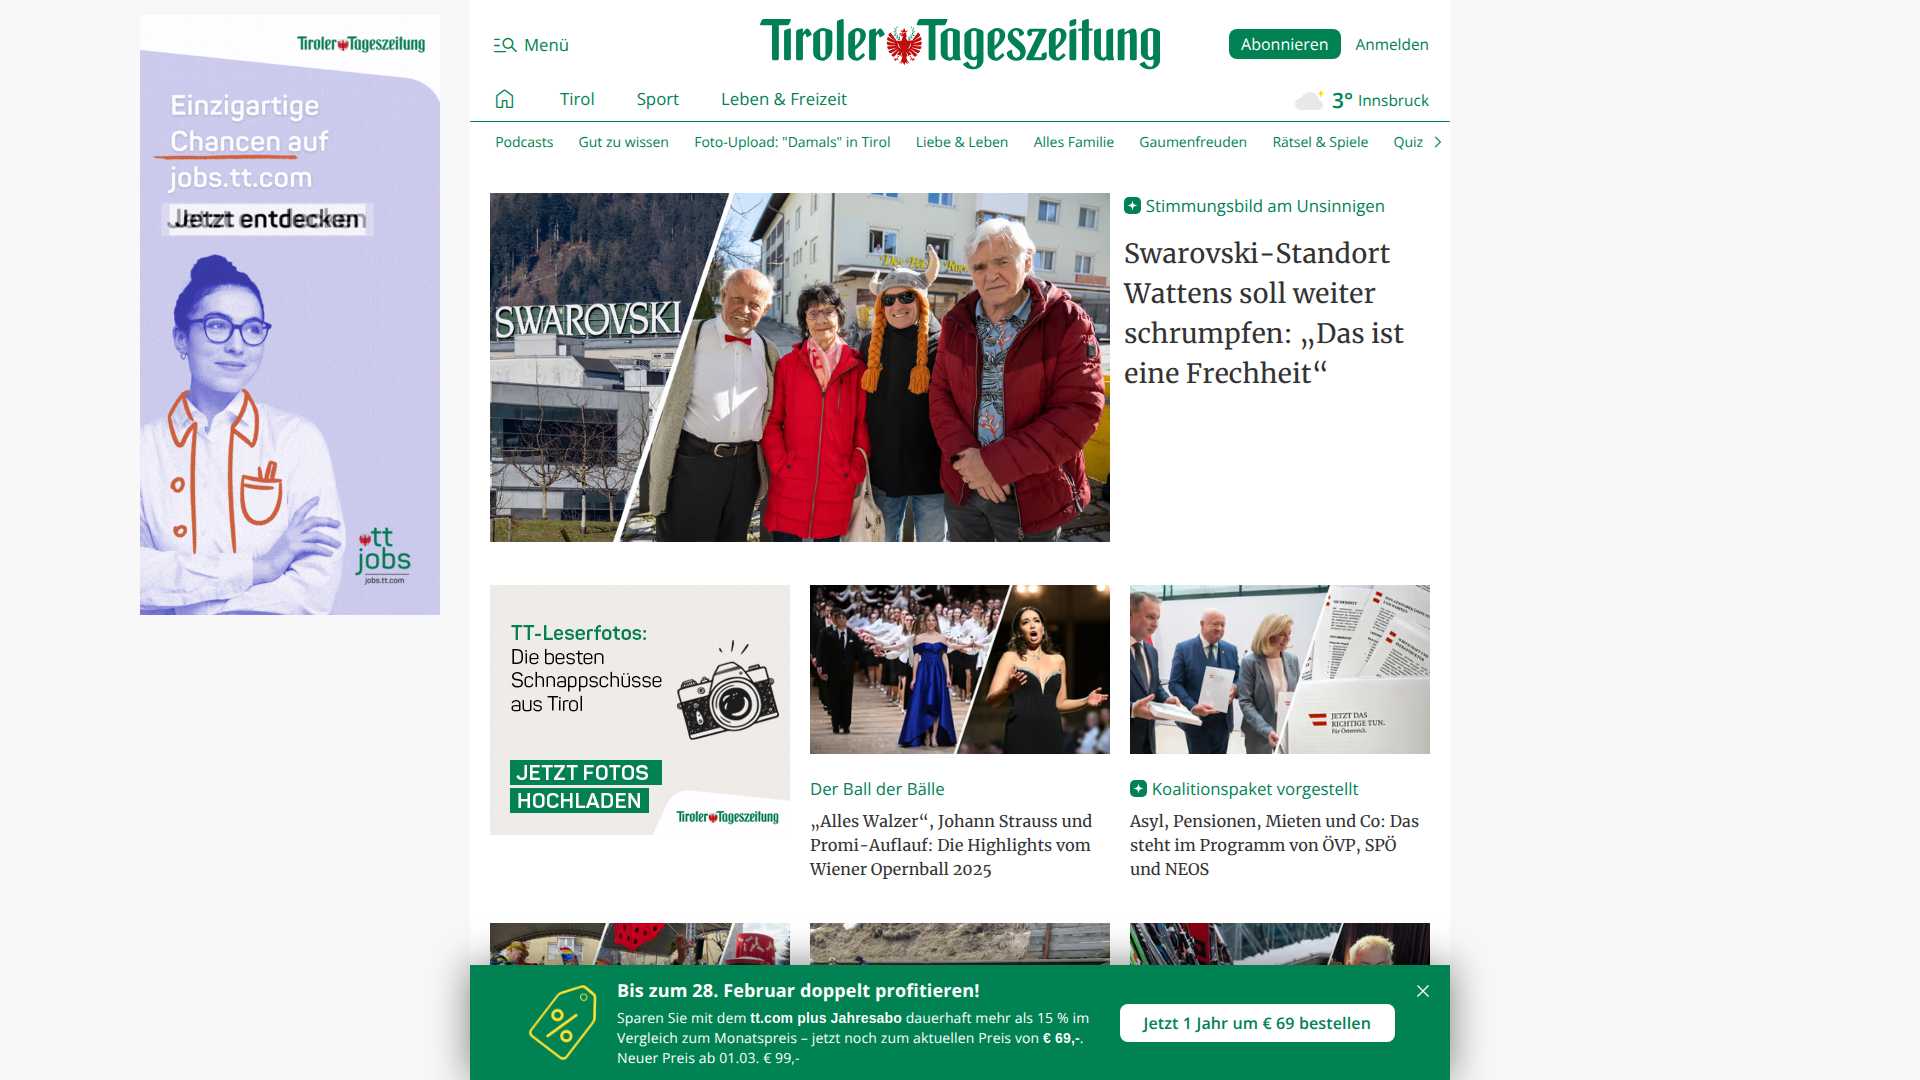 Tiroler Tageszeitung
Einzigartige
Chancen auf
jobs.tt.com
Jetzt entdecken
tt
jobs
jobs.tt.com
Menü
Tiroler Tageszeitung
Abonnieren
Anmelden
Tirol
Sport
Leben & Freizeit
3° Innsbruck
Podcasts
Gut zu wissen
Foto-Upload: "Damals" in Tirol
Liebe & Leben
Alles Familie
Gaumenfreuden
Rätsel & Spiele
Quiz
SWAROVSKI
Stimmungsbild am Unsinnigen
Swarovski-Standort
Wattens soll weiter
schrumpfen: „Das ist
eine Frechheit“
TT-Leserfotos:
Die besten
Schnappschüsse
aus Tirol
JETZT FOTOS
HOCHLADEN
Tiroler Tageszeitung
Der Ball der Bälle
„Alles Walzer“, Johann Strauss und
Promi-Auflauf: Die Highlights vom
Wiener Opernball 2025
JETZT DAS
RICHTIGE TUN.
Für Österreich.
Koalitionspaket vorgestellt
Asyl, Pensionen, Mieten und Co: Das
steht im Programm von ÖVP, SPÖ
und NEOS
Bis zum 28. Februar doppelt profitieren!
Sparen Sie mit dem tt.com plus Jahresabo dauerhaft mehr als 15 % im
Vergleich zum Monatspreis – jetzt noch zum aktuellen Preis von € 69,-.
Neuer Preis ab 01.03. € 99,-
Jetzt 1 Jahr um € 69 bestellen